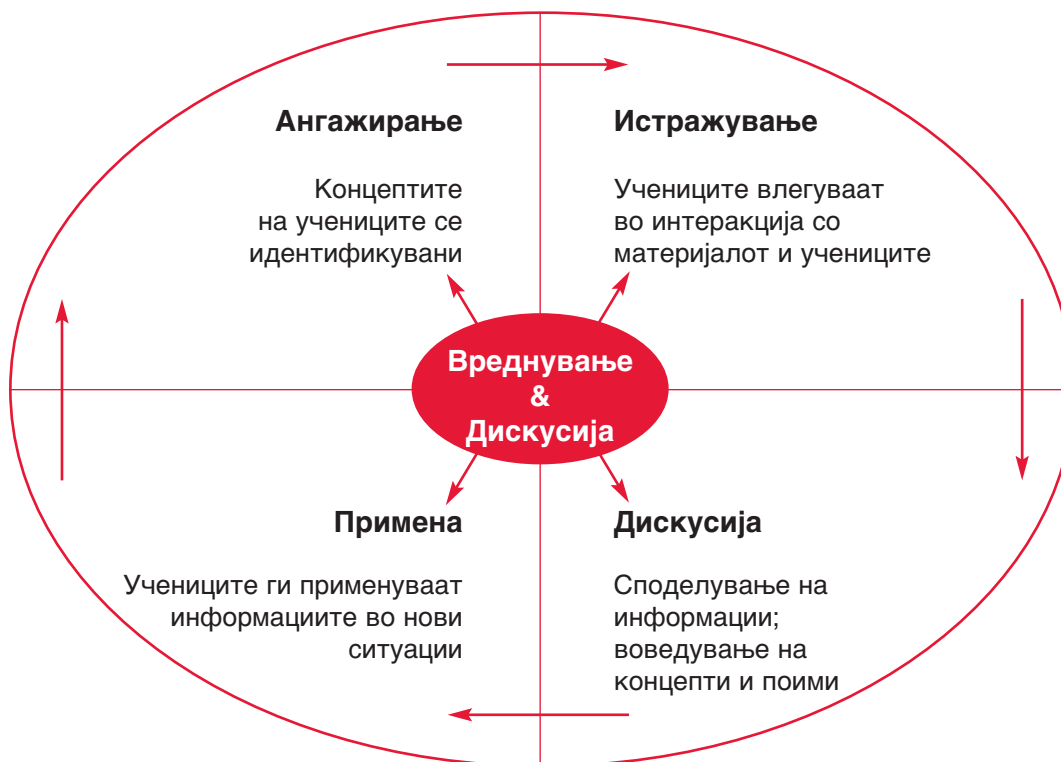 Ангажирање
Концептите
на учениците се
идентификувани
Истражување
Учениците влегуваат
во интеракција со
материјалот и учениците
Вреднување
&
Дискусија
Примена
Учениците ги применуваат
информациите во нови
ситуации
Дискусија
Споделување на
информации;
воведување на
концепти и поими